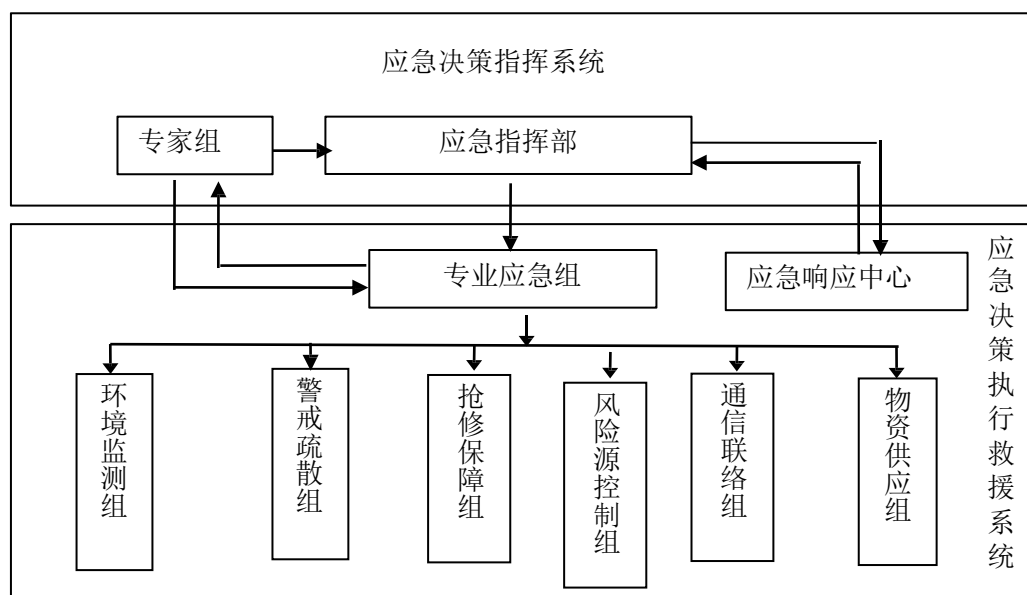 应急决策指挥系统
专家组
应急指挥部
专业应急组
应急响应中心
应急决策执行救援系统
环境监测组
警戒疏散组
抢修保障组
风险源控制组
通信联络组
物资供应组